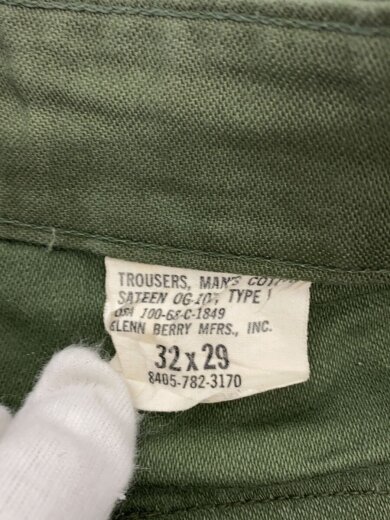 TROUSERS, MAN'S COT
SATEEN OG-107, TYPE I
DSA 100-68-C-1849
GLENN BERRY MFRS., INC.
32 x 29
8405-782-3170